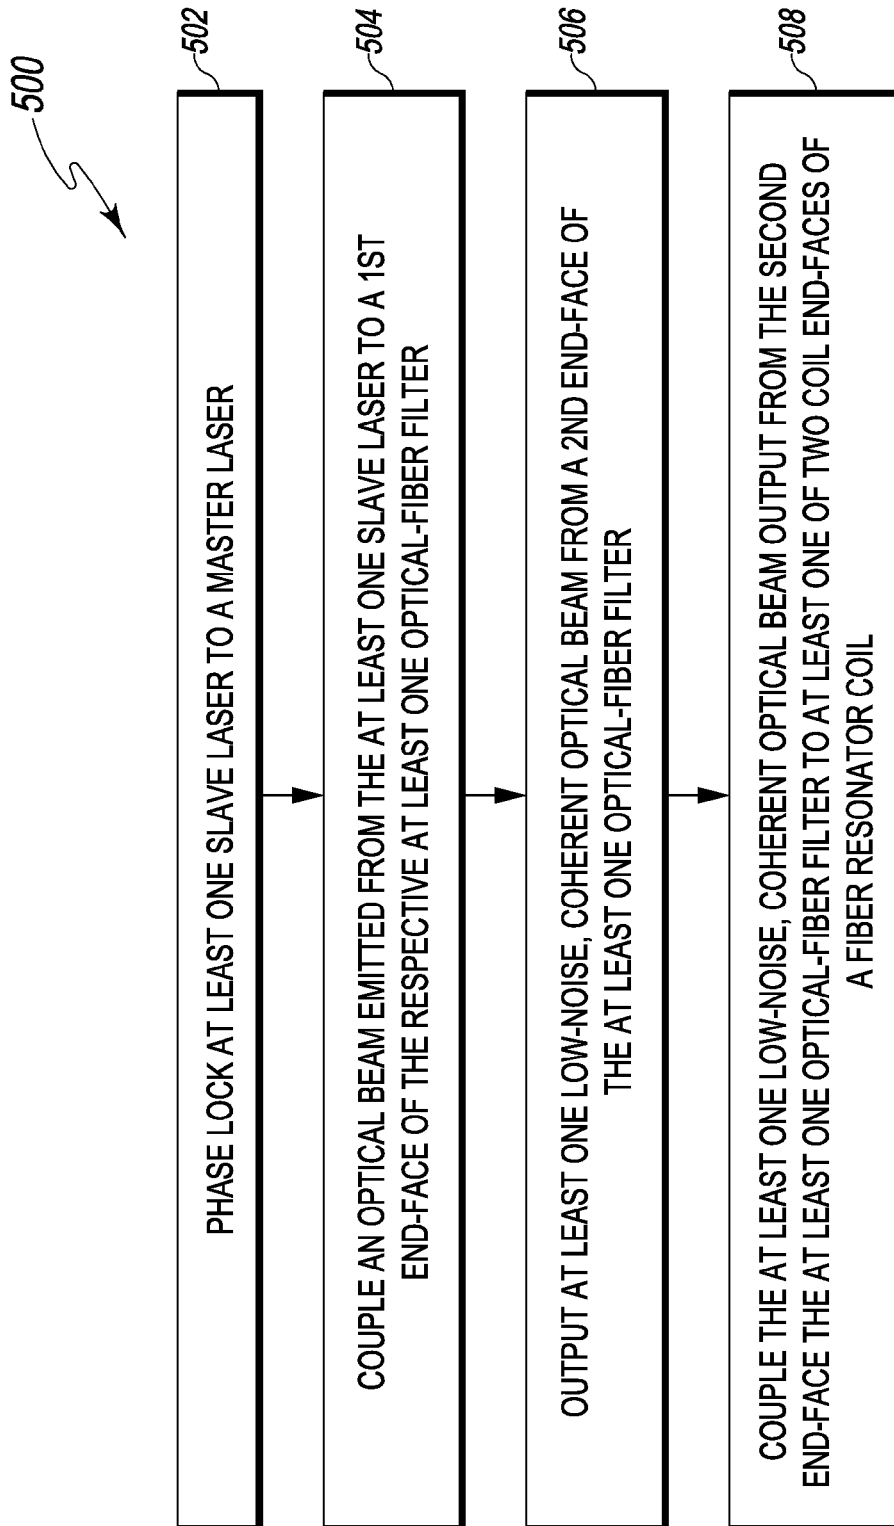 500
502
PHASE LOCK AT LEAST ONE SLAVE LASER TO A MASTER LASER
504
COUPLE AN OPTICAL BEAM EMITTED FROM THE AT LEAST ONE SLAVE LASER TO A 1ST
END-FACE OF THE RESPECTIVE AT LEAST ONE OPTICAL-FIBER FILTER
506
OUTPUT AT LEAST ONE LOW-NOISE, COHERENT OPTICAL BEAM FROM A 2ND END-FACE OF
THE AT LEAST ONE OPTICAL-FIBER FILTER
508
COUPLE THE AT LEAST ONE LOW-NOISE, COHERENT OPTICAL BEAM OUTPUT FROM THE SECOND
END-FACE THE AT LEAST ONE OPTICAL-FIBER FILTER TO AT LEAST ONE OF TWO COIL END-FACES OF
A FIBER RESONATOR COIL